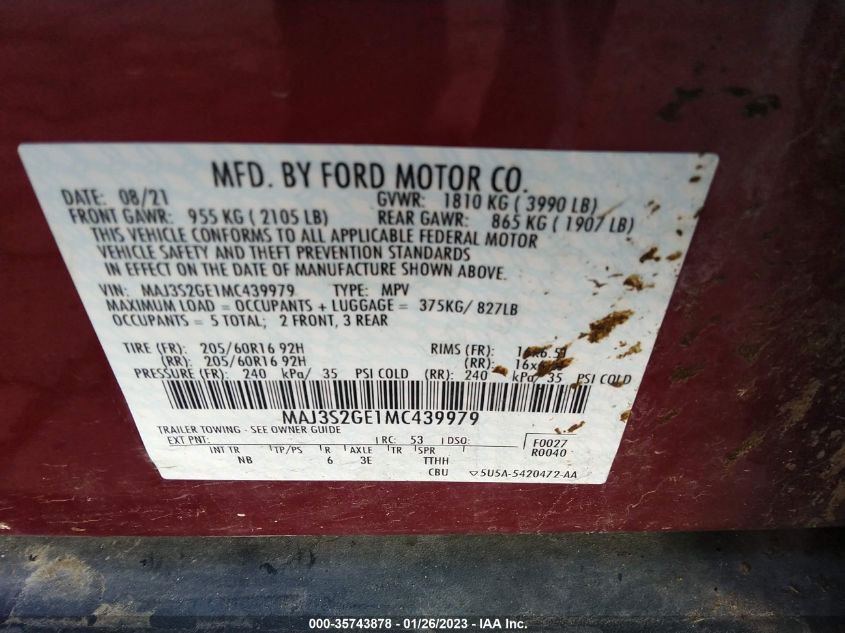 MFD. BY FORD MOTOR CO.
DATE: 08/21 GVWR: 1810 KG ( 3990 LB)
FRONT GAWR: 955 KG ( 2105 LB) REAR GAWR: 865 KG ( 1907 LB)
THIS VEHICLE CONFORMS TO ALL APPLICABLE FEDERAL MOTOR
VEHICLE SAFETY AND THEFT PREVENTION STANDARDS
IN EFFECT ON THE DATE OF MANUFACTURE SHOWN ABOVE.
VIN: MAJ3S2GE1MC439979 TYPE: MPV
MAXIMUM LOAD = OCCUPANTS + LUGGAGE = 375KG/ 827LB
OCCUPANTS = 5 TOTAL; 2 FRONT, 3 REAR
TIRE (FR): 205/60R16 92H RIMS (FR):
(RR): 205/60R16 92H (RR):
PRESSURE (FR): 240 kPa/ 35 PSI COLD (RR): 240 kPa/ 35 PSI COLD
MAJ3S2GE1MC439979
TRAILER TOWING - SEE OWNER GUIDE
EXT PNT: RC: 53 DSO: F0027
R0040
INT TR TP/PS R AXLE TR SPR
NB 6 3E TTHH
CBU 5U5A-5420472-AA
000-35743878 - 01/26/2023 - IAA Inc.